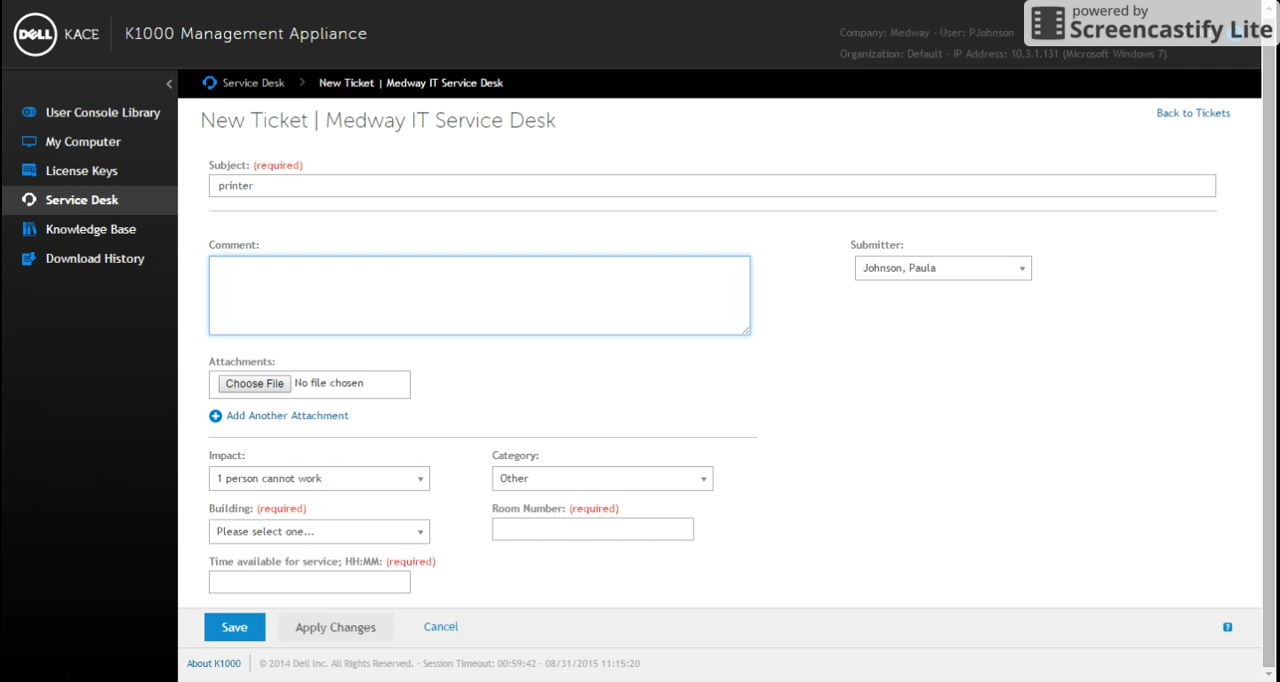 DELL KACE K1000 Management Appliance
powered by
Screencastify Lite
Company: Medway - User: PJohnson
Organization: Default - IP Address: 10.3.1.131 (Microsoft Windows 7)
Service Desk New Ticket | Medway IT Service Desk
User Console Library
My Computer
License Keys
Service Desk
Knowledge Base
Download History
New Ticket | Medway IT Service Desk
Back to Tickets
Subject: (required)
printer
Comment:
Submitter:
Johnson, Paula
Attachments:
Choose File No file chosen
Add Another Attachment
Impact:
1 person cannot work
Category:
Other
Building: (required)
Please select one...
Room Number: (required)
Time available for service; HH:MM: (required)
Save Apply Changes Cancel
?
About K1000 © 2014 Dell Inc. All Rights Reserved. - Session Timeout: 00:59:42 - 08/31/2015 11:15:20